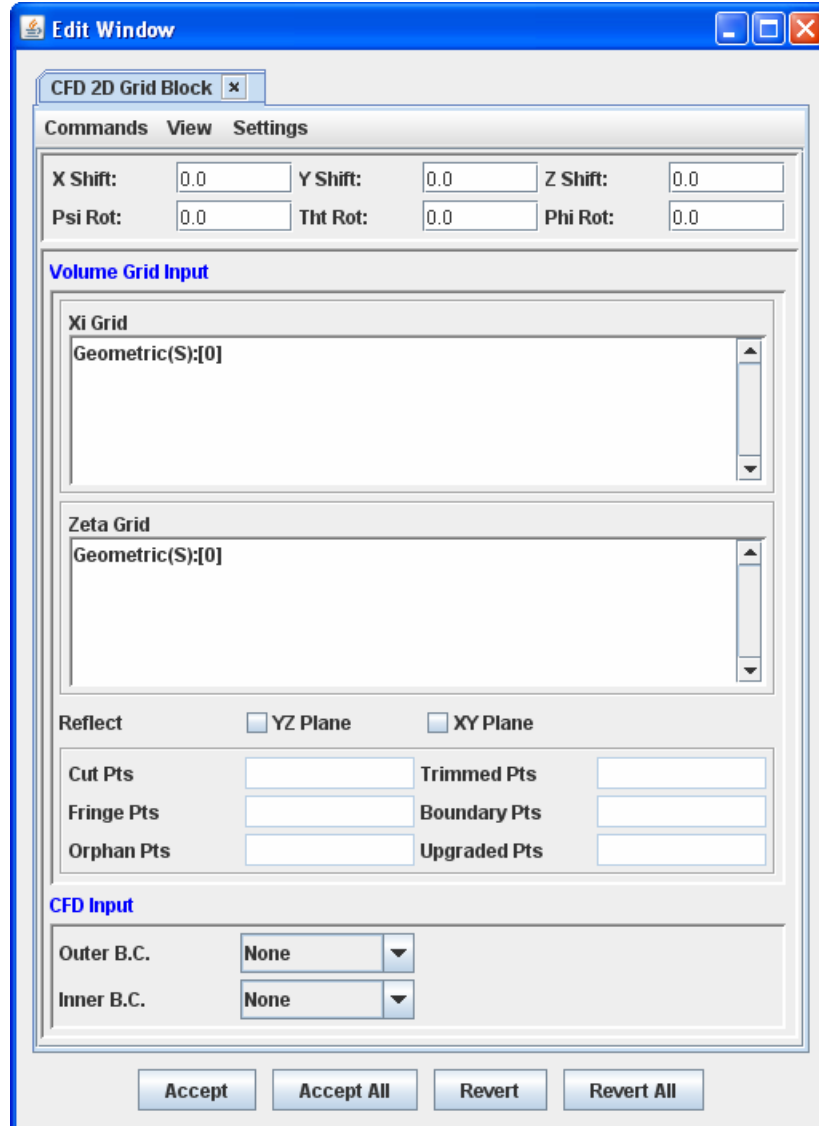 Edit Window
CFD 2D Grid Block
Commands View Settings
X Shift: 0.0 Y Shift: 0.0 Z Shift: 0.0
Psi Rot: 0.0 Tht Rot: 0.0 Phi Rot: 0.0
Volume Grid Input
Xi Grid
Geometric(S):[0]
Zeta Grid
Geometric(S):[0]
Reflect YZ Plane XY Plane
Cut Pts Trimmed Pts
Fringe Pts Boundary Pts
Orphan Pts Upgraded Pts
CFD Input
Outer B.C. None
Inner B.C. None
Accept Accept All Revert Revert All